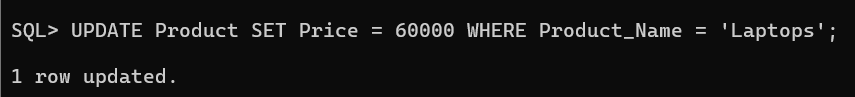 SQL> UPDATE Product SET Price = 60000 WHERE Product_Name = 'Laptops';
1 row updated.